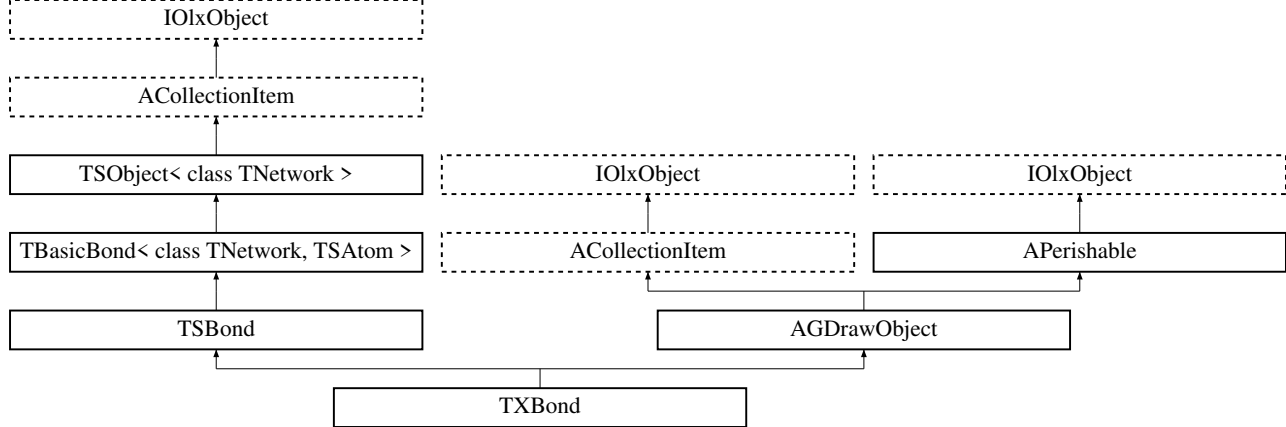 IOlxObject
ACollectionItem
TSObject< class TNetwork >
IOlxObject
IOlxObject
TBasicBond< class TNetwork, TSAtom >
ACollectionItem
APerishable
TSBond
AGDrawObject
TXBond